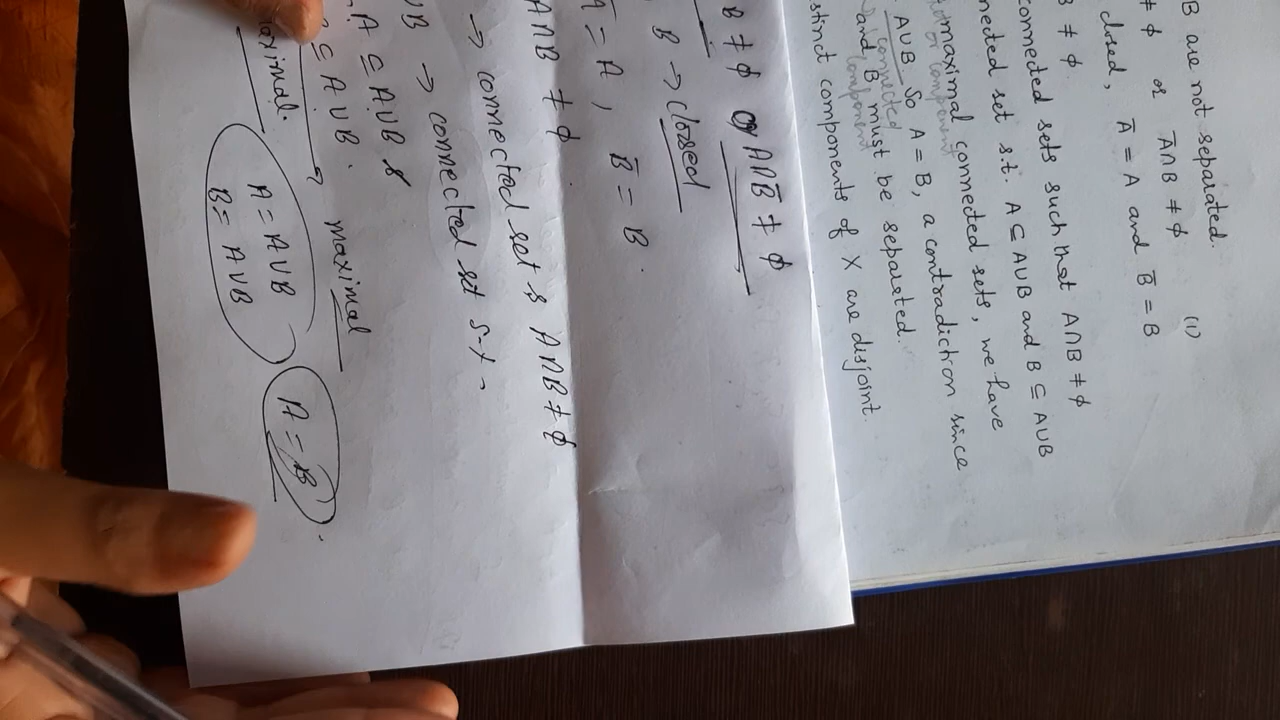 B are not separated.
(1)
≠ ϕ or A̅∩B ≠ ϕ
closed, A̅ = A and B̅ = B
B ≠ ϕ.
connected sets such that A∩B ≠ ϕ
nected set s.t. A ⊆ A∪B and B ⊆ A∪B
maximal connected sets, we have
A∪B So A = B, a contradiction since
and B must be separated.
stinct components of X are disjoint.
B ≠ ϕ or A∩B̅ ≠ ϕ
B → closed
A̅ = A, B̅ = B.
A∩B ≠ ϕ
→ connected set & A∩B ≠ ϕ
∪B → connected set s.t.
A ⊆ A∪B &
⊆ A∪B.
maximal
maximal.
A = A∪B
B = A∪B
A = B.